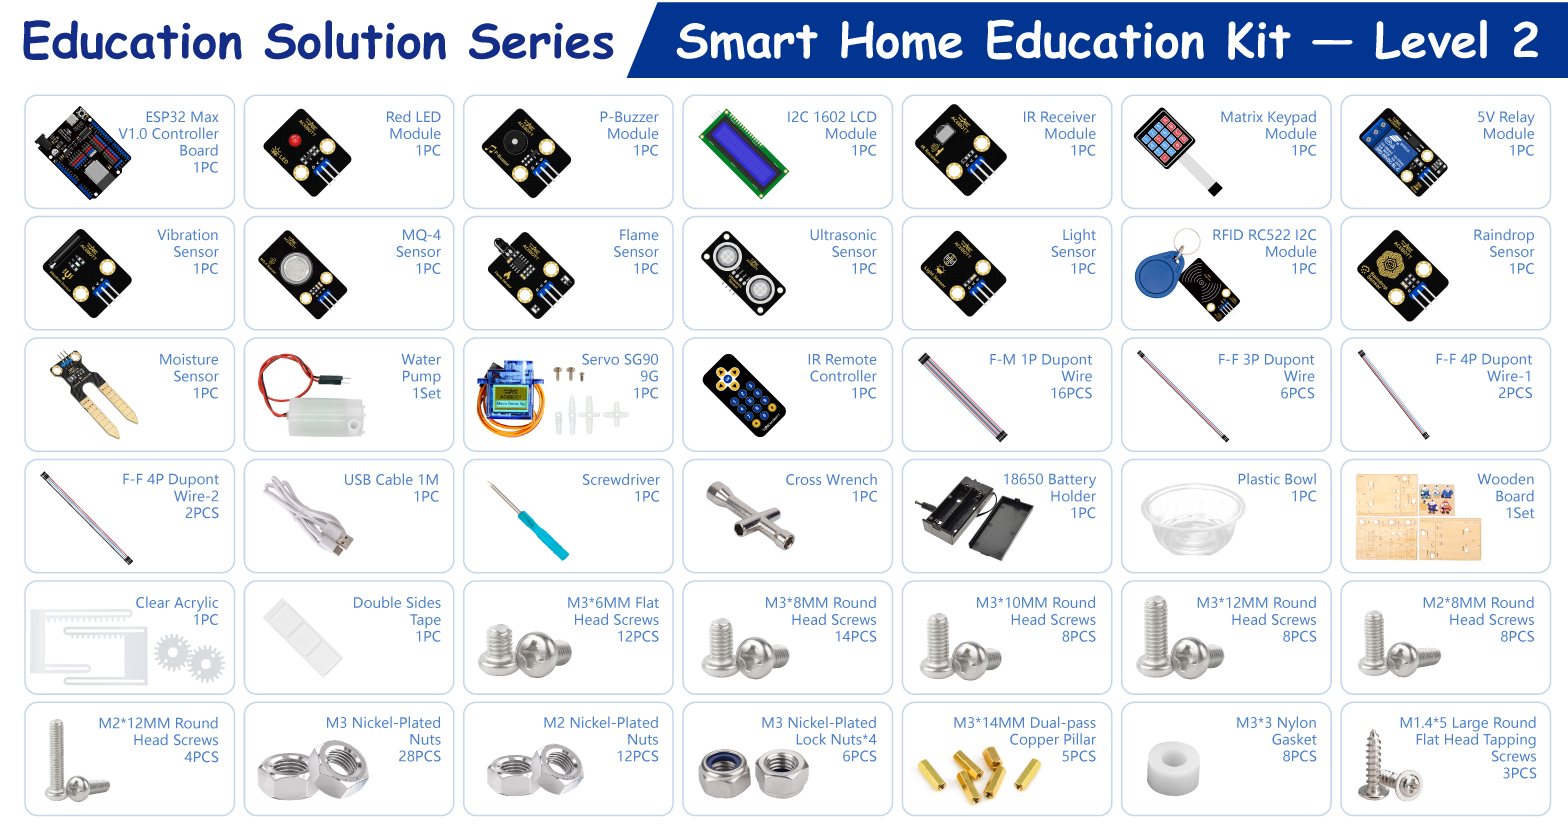 Education Solution Series
Smart Home Education Kit — Level 2
ESP32 Max
V1.0 Controller
Board
1PC
Red LED
Module
1PC
P-Buzzer
Module
1PC
I2C 1602 LCD
Module
1PC
IR Receiver
Module
1PC
Matrix Keypad
Module
1PC
5V Relay
Module
1PC
Vibration
Sensor
1PC
MQ-4
Sensor
1PC
Flame
Sensor
1PC
Ultrasonic
Sensor
1PC
Light
Sensor
1PC
RFID RC522 I2C
Module
1PC
Raindrop
Sensor
1PC
Moisture
Sensor
1PC
Water
Pump
1Set
Servo SG90
9G
1PC
IR Remote
Controller
1PC
F-M 1P Dupont
Wire
16PCS
F-F 3P Dupont
Wire
6PCS
F-F 4P Dupont
Wire-1
2PCS
F-F 4P Dupont
Wire-2
2PCS
USB Cable 1M
1PC
Screwdriver
1PC
Cross Wrench
1PC
18650 Battery
Holder
1PC
Plastic Bowl
1PC
Wooden
Board
1Set
Clear Acrylic
1PC
Double Sides
Tape
1PC
M3*6MM Flat
Head Screws
12PCS
M3*8MM Round
Head Screws
14PCS
M3*10MM Round
Head Screws
8PCS
M3*12MM Round
Head Screws
8PCS
M2*8MM Round
Head Screws
8PCS
M2*12MM Round
Head Screws
4PCS
M3 Nickel-Plated
Nuts
28PCS
M2 Nickel-Plated
Nuts
12PCS
M3 Nickel-Plated
Lock Nuts*4
6PCS
M3*14MM Dual-pass
Copper Pillar
5PCS
M3*3 Nylon
Gasket
8PCS
M1.4*5 Large Round
Flat Head Tapping
Screws
3PCS